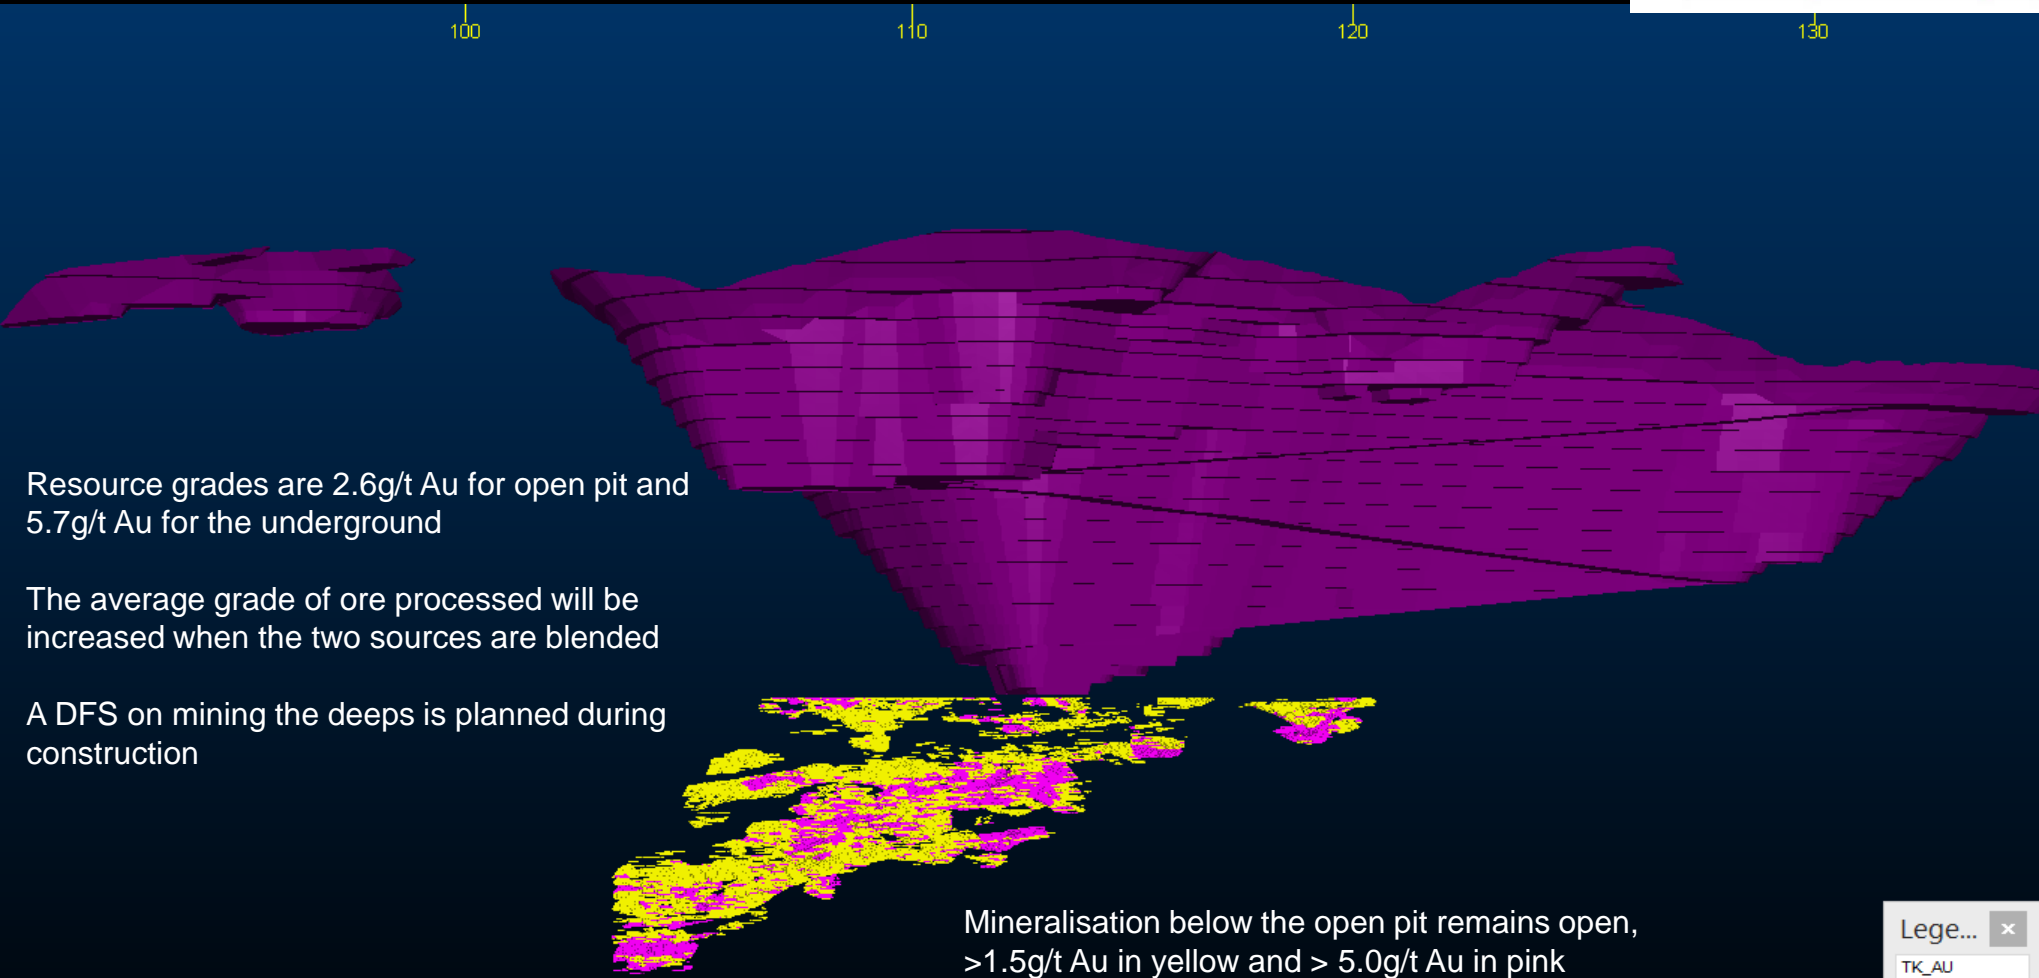 100 110 120 130
Resource grades are 2.6g/t Au for open pit and
5.7g/t Au for the underground
The average grade of ore processed will be
increased when the two sources are blended
A DFS on mining the deeps is planned during
construction
Mineralisation below the open pit remains open,
>1.5g/t Au in yellow and > 5.0g/t Au in pink
Lege... ×
TK_AU